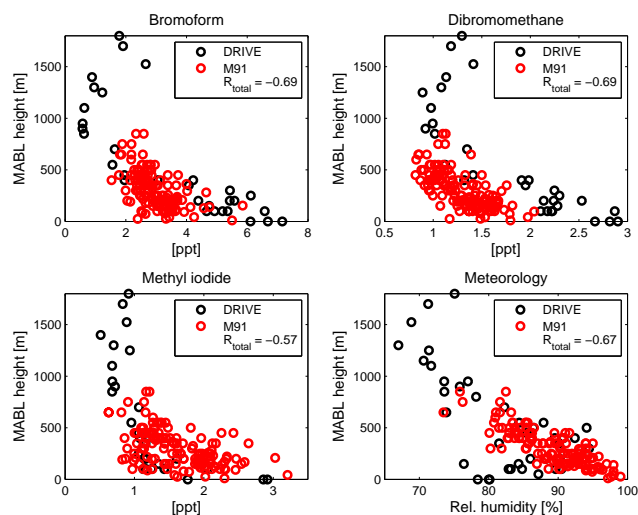 Bromoform
MABL height [m]
0
500
1000
1500
0
2
4
6
8
[ppt]
DRIVE
M91
R_total = −0.69
Dibromomethane
MABL height [m]
0
500
1000
1500
0.5
1
1.5
2
2.5
3
[ppt]
DRIVE
M91
R_total = −0.69
Methyl iodide
MABL height [m]
0
500
1000
1500
0
1
2
3
[ppt]
DRIVE
M91
R_total = −0.57
Meteorology
MABL height [m]
0
500
1000
1500
70
80
90
100
Rel. humidity [%]
DRIVE
M91
R_total = −0.67